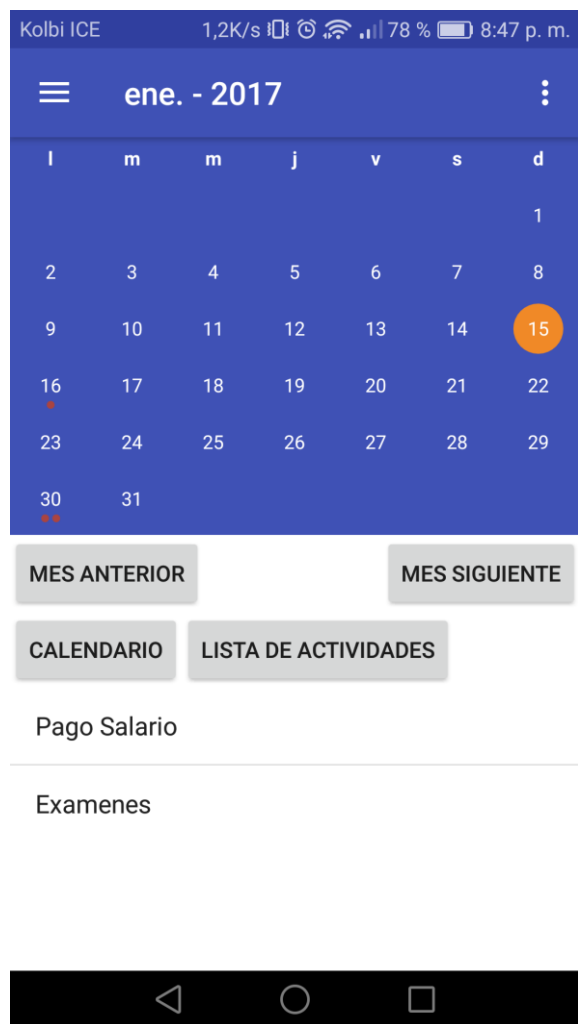 Kolbi ICE 1,2K/s 78 % 8:47 p. m.
ene. - 2017
l m m j v s d
1
2 3 4 5 6 7 8
9 10 11 12 13 14 15
16 17 18 19 20 21 22
23 24 25 26 27 28 29
30 31
MES ANTERIOR MES SIGUIENTE
CALENDARIO LISTA DE ACTIVIDADES
Pago Salario
Examenes